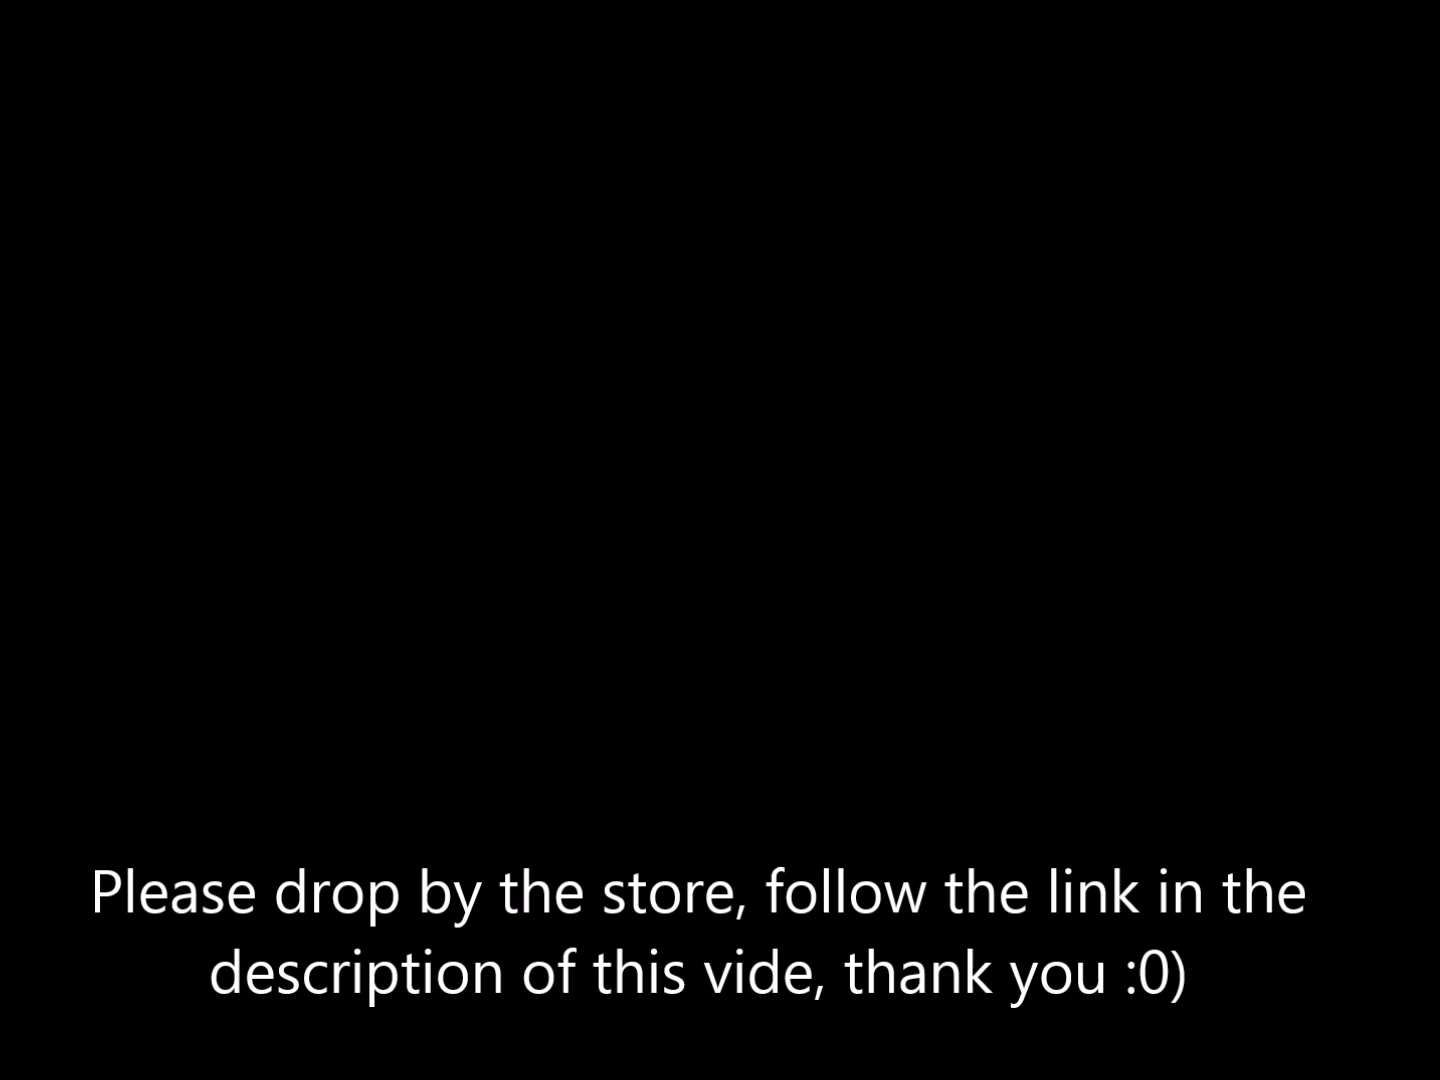 Please drop by the store, follow the link in the
description of this vide, thank you :0)